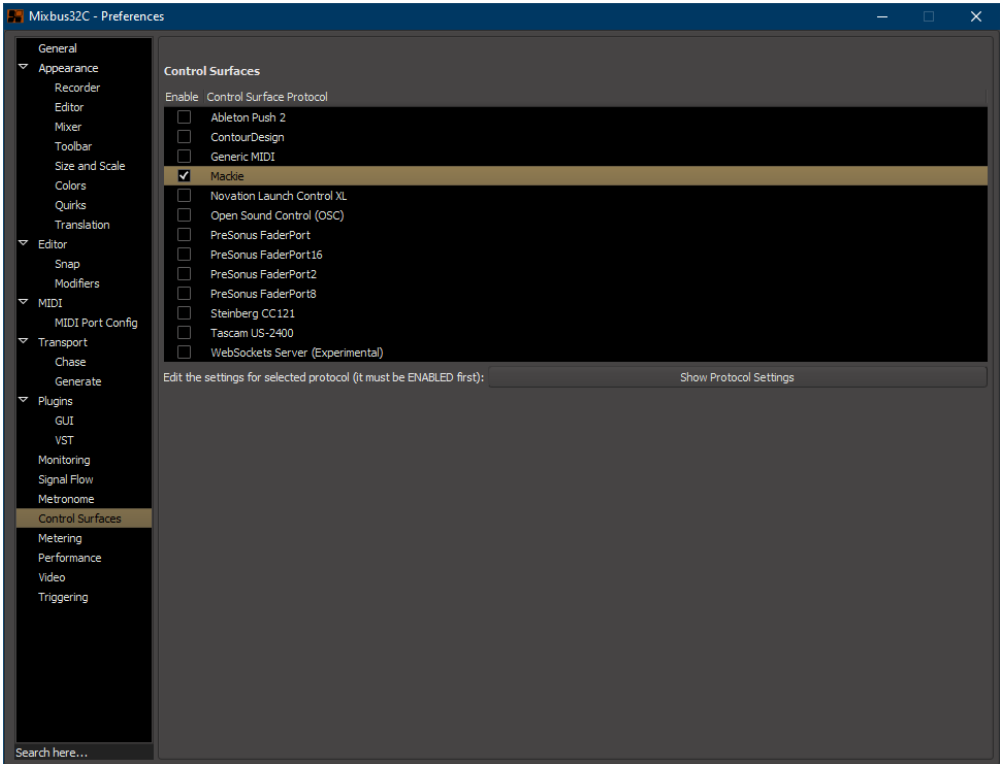 Mixbus32C - Preferences
General
Appearance
Recorder
Editor
Mixer
Toolbar
Size and Scale
Colors
Quirks
Translation
Editor
Snap
Modifiers
MIDI
MIDI Port Config
Transport
Chase
Generate
Plugins
GUI
VST
Monitoring
Signal Flow
Metronome
Control Surfaces
Metering
Performance
Video
Triggering
Search here...
Control Surfaces
Enable Control Surface Protocol
Ableton Push 2
ContourDesign
Generic MIDI
Mackie
Novation Launch Control XL
Open Sound Control (OSC)
PreSonus FaderPort
PreSonus FaderPort16
PreSonus FaderPort2
PreSonus FaderPort8
Steinberg CC121
Tascam US-2400
WebSockets Server (Experimental)
Edit the settings for selected protocol (it must be ENABLED first): Show Protocol Settings